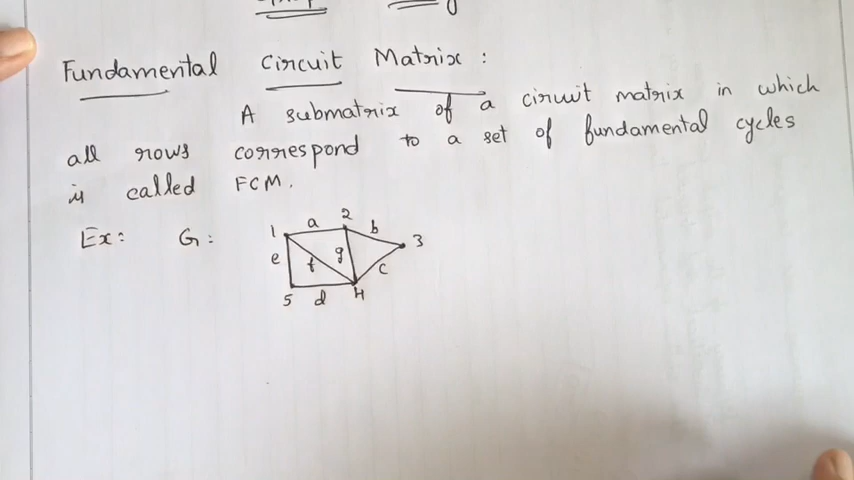 Fundamental Circuit Matrix :
A submatrix of a ciruit matrix in which
all rows correspond to a set of fundamental cycles
is called FCM.
Ex: G:
1 a 2 b 3
e f g c
5 d 4